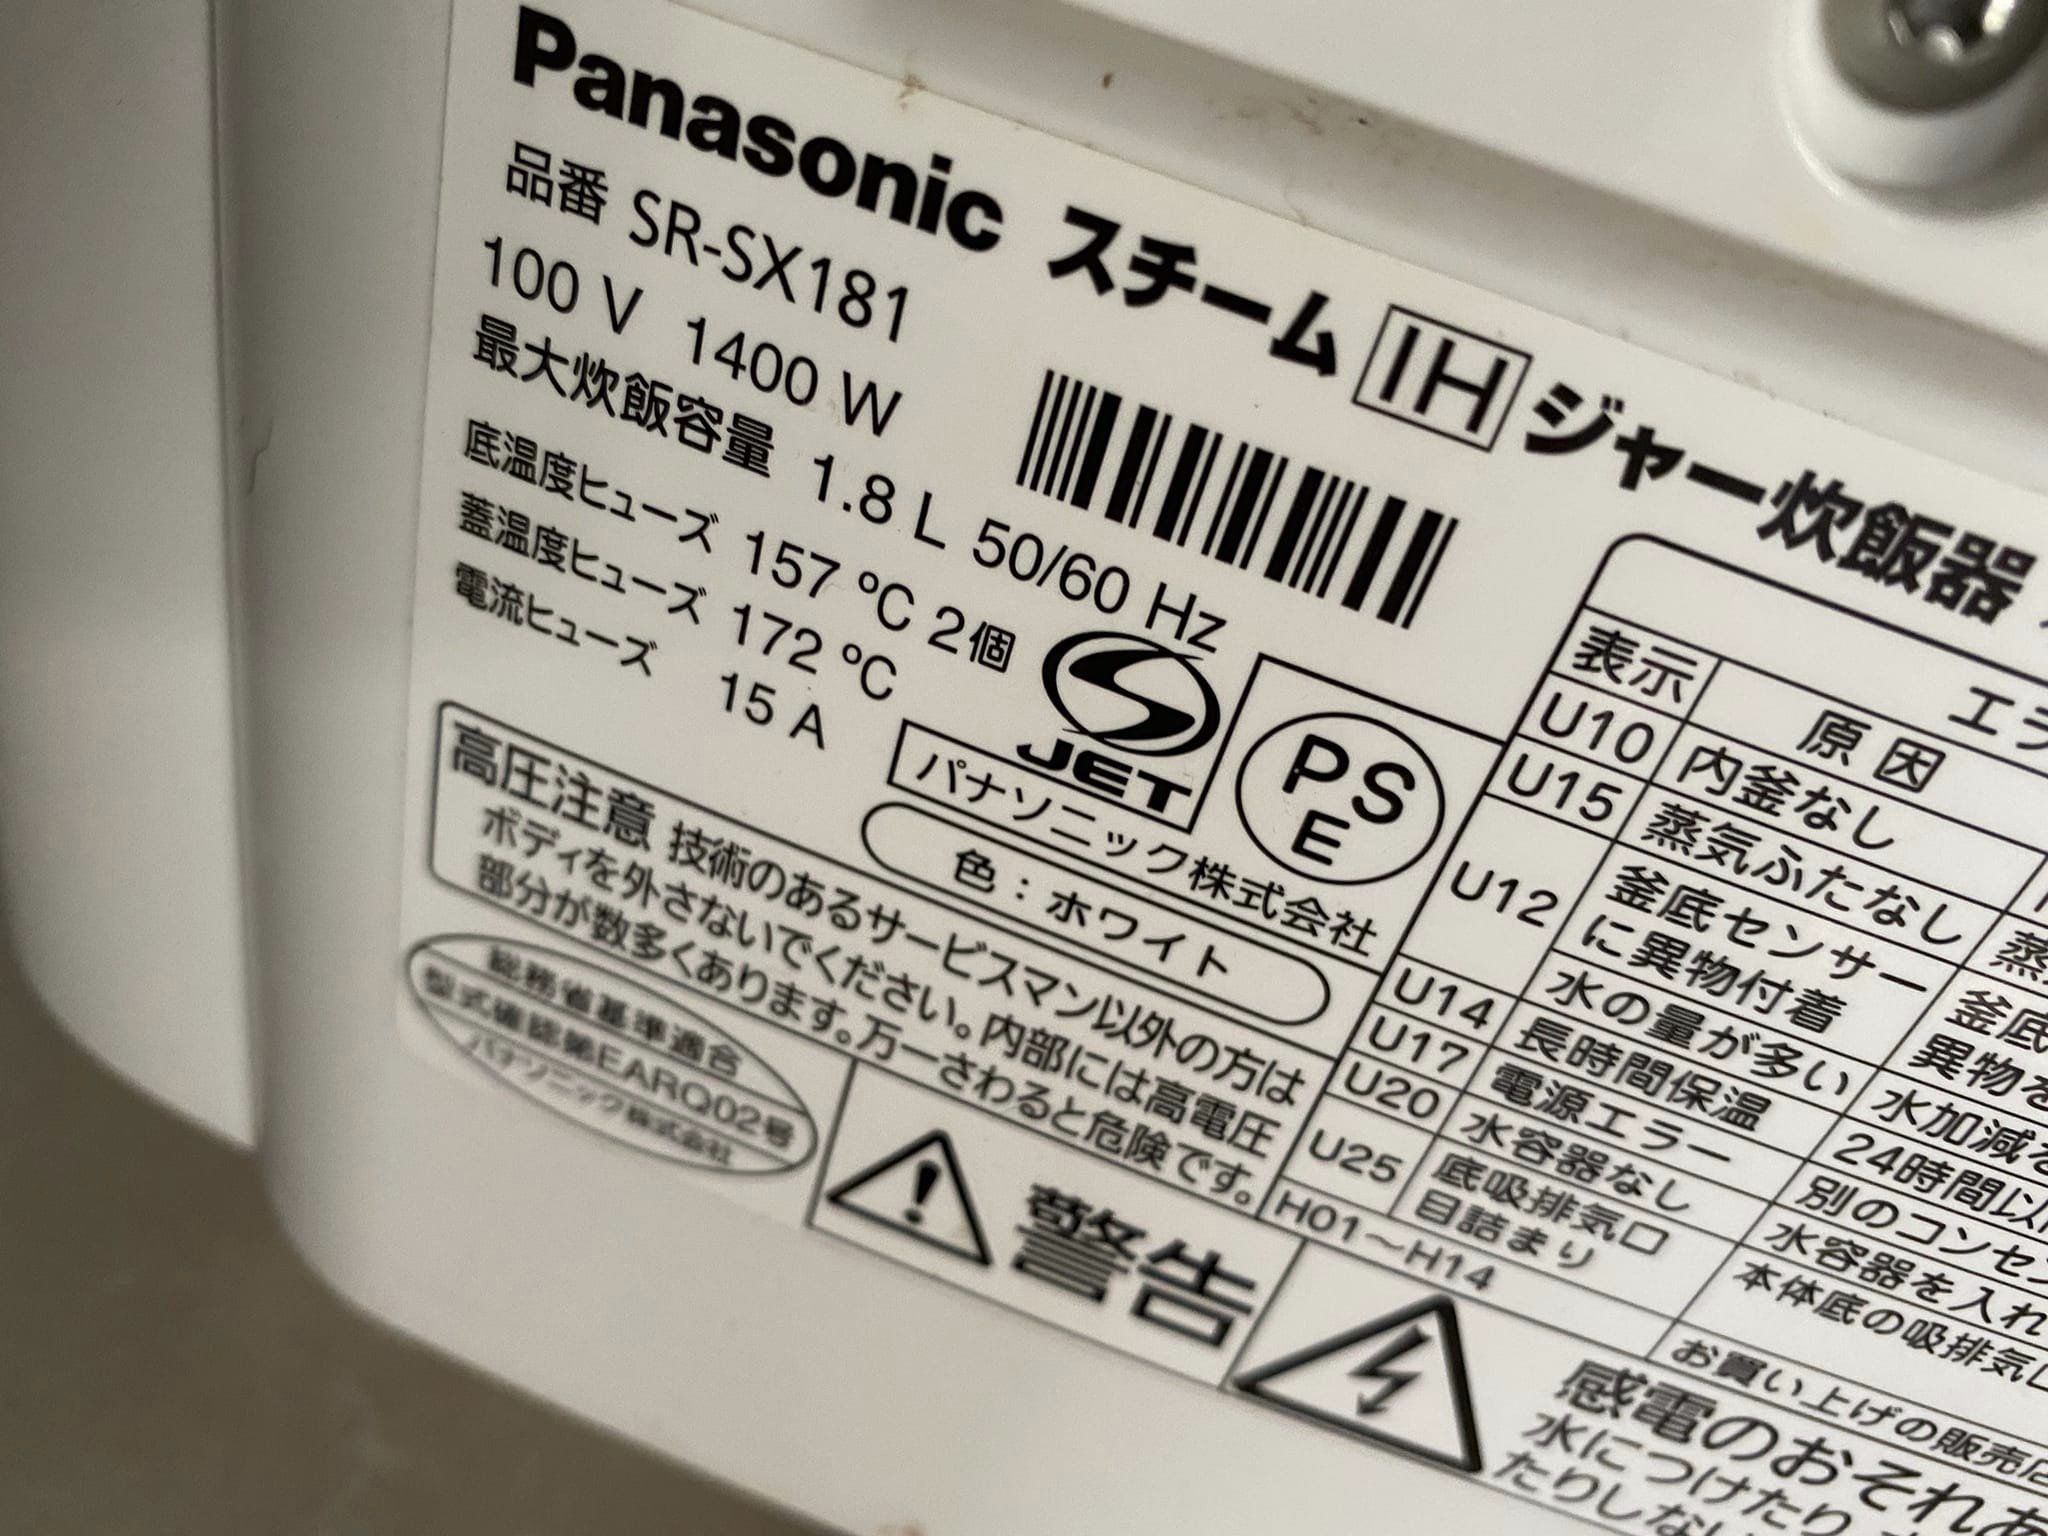 Panasonic スチーム IH ジャー炊飯器
品番 SR-SX181
100 V 1400 W
最大炊飯容量 1.8 L 50/60 Hz
底温度ヒューズ 157 ℃ 2個
蓋温度ヒューズ 172 ℃
電流ヒューズ 15 A
JET
PS
E
パナソニック株式会社
色：ホワイト
高圧注意 技術のあるサービスマン以外の方は
ボディを外さないでください。内部には高電圧
部分が数多くあります。万一さわると危険です。
総務省基準適合
型式確認第EARQ02号
パナソニック株式会社
警告
表示 原因
U10 内釜なし
U15 蒸気ふたなし
U12 釜底センサー 釜底
に異物付着 異物を
U14 水の量が多い 水加減を
U17 長時間保温 24時間以
U20 電源エラー 別のコンセ
U25 水容器なし 水容器を入れ
底吸排気口 本体底の吸排気口
目詰まり
H01～H14 お買い上げの販売店
感電のおそれ
水につけたり
たりしない